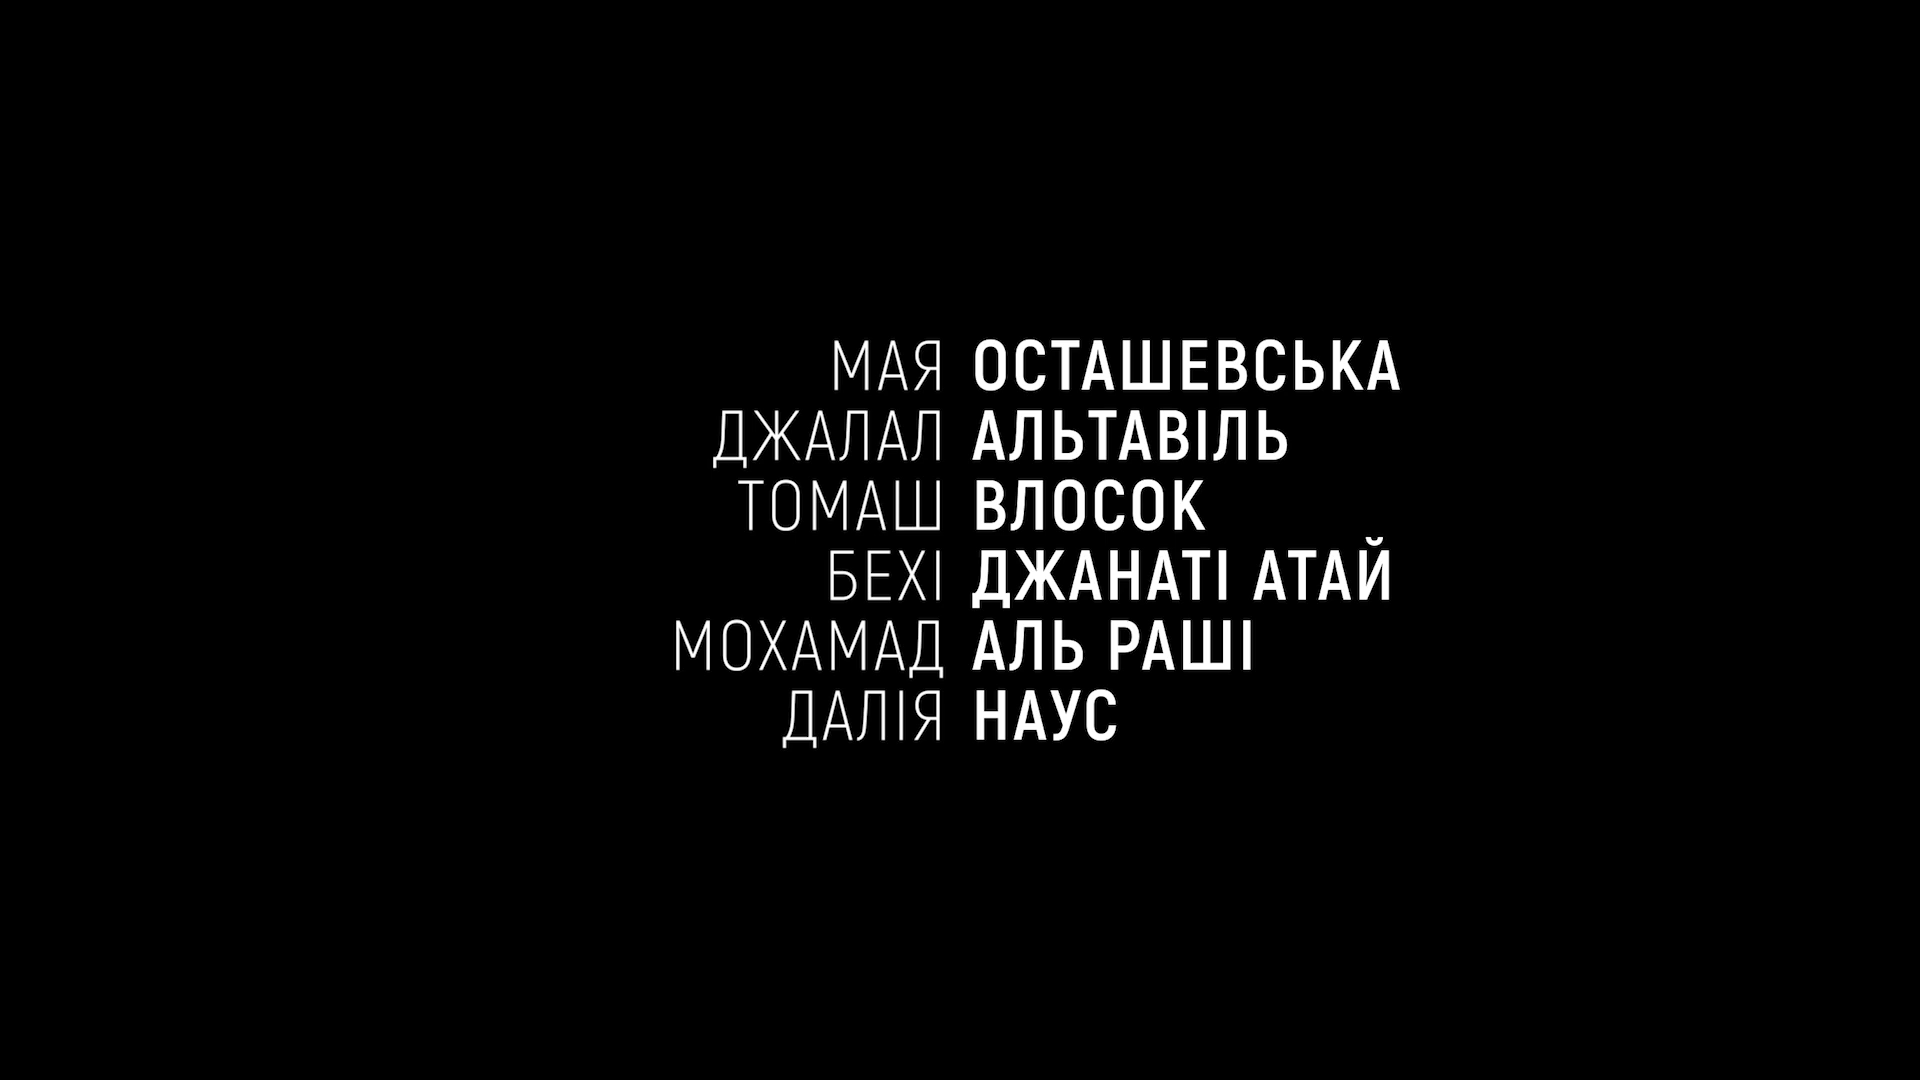 МАЯ ОСТАШЕВСЬКА
ДЖАЛАЛ АЛЬТАВІЛЬ
ТОМАШ ВЛОСОК
БЕХІ ДЖАНАТІ АТАЙ
МОХАМАД АЛЬ РАШІ
ДАЛІЯ НАУС